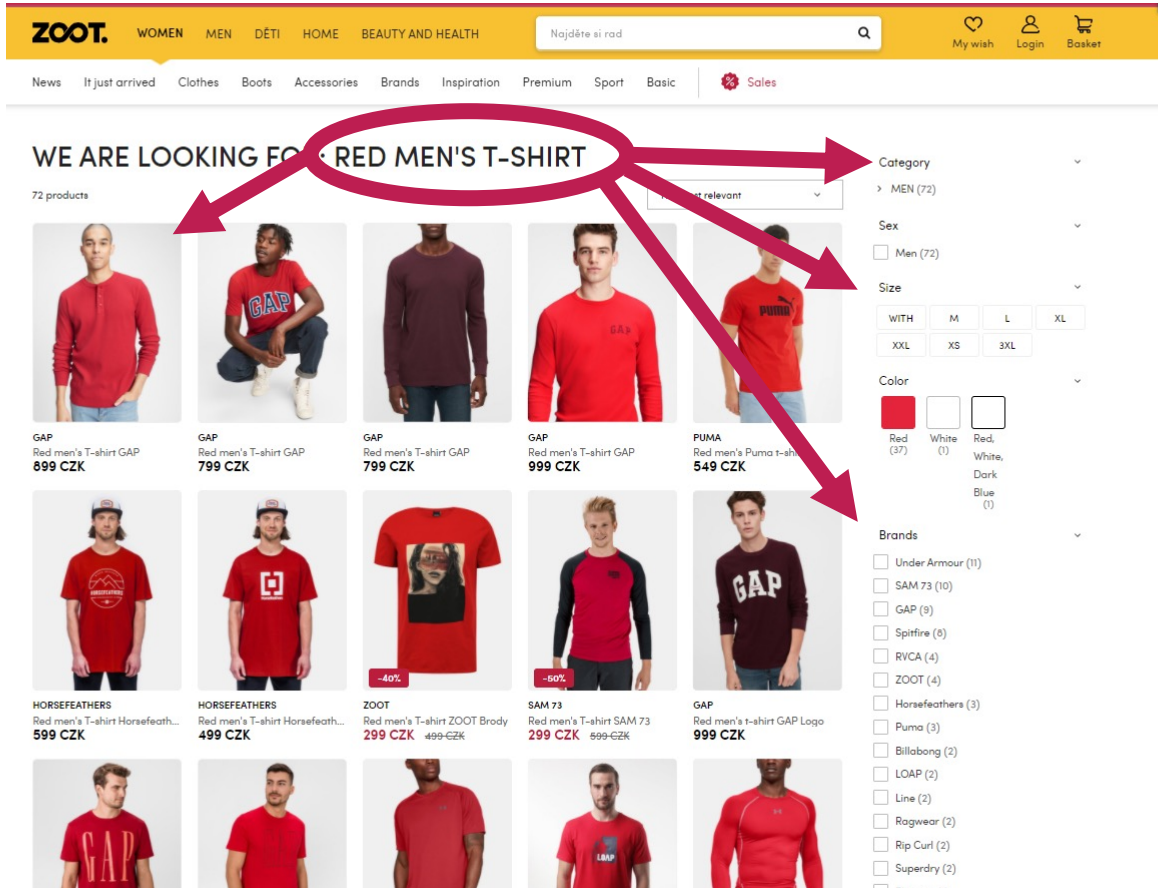 ZOOT. WOMEN MEN DĚTI HOME BEAUTY AND HEALTH Najděte si rad My wish Login Basket
News It just arrived Clothes Boots Accessories Brands Inspiration Premium Sport Basic % Sales
WE ARE LOOKING FO : RED MEN'S T-SHIRT
72 products
relevant
GAP
GAP
PUMA
GAP
Red men's T-shirt GAP
899 CZK
GAP
Red men's T-shirt GAP
799 CZK
GAP
Red men's T-shirt GAP
799 CZK
GAP
Red men's T-shirt GAP
999 CZK
PUMA
Red men's Puma t-shi
549 CZK
HORSEFEATHERS
GAP
-40%
-50%
HORSEFEATHERS
Red men's T-shirt Horsefeath...
599 CZK
HORSEFEATHERS
Red men's T-shirt Horsefeath...
499 CZK
ZOOT
Red men's T-shirt ZOOT Brody
299 CZK 499 CZK
SAM 73
Red men's T-shirt SAM 73
299 CZK 599 CZK
GAP
Red men's t-shirt GAP Logo
999 CZK
GAP
LOAP
Category
MEN (72)
Sex
Men (72)
Size
WITH M L XL
XXL XS 3XL
Color
Red
(37)
White
(1)
Red,
White,
Dark
Blue
(1)
Brands
Under Armour (11)
SAM 73 (10)
GAP (9)
Spitfire (8)
RVCA (4)
ZOOT (4)
Horsefeathers (3)
Puma (3)
Billabong (2)
LOAP (2)
Line (2)
Ragwear (2)
Rip Curl (2)
Superdry (2)